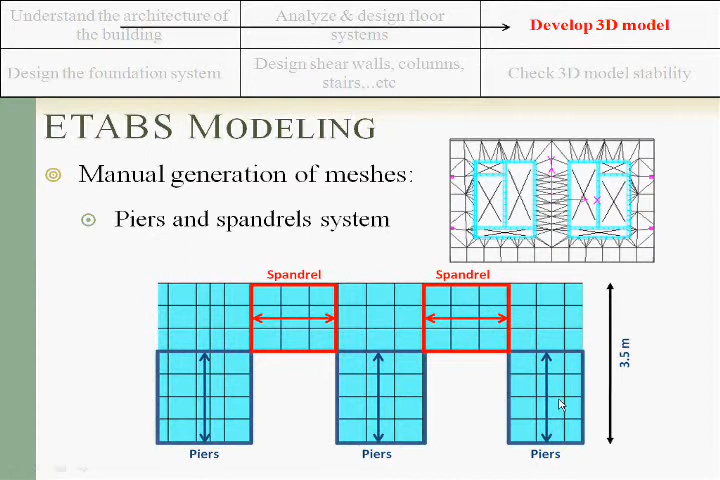 Understand the architecture of
the building
Analyze & design floor
systems
Develop 3D model
Design the foundation system
Design shear walls, columns,
stairs,..etc
Check 3D model stability
ETABS MODELING
Manual generation of meshes:
Piers and spandrels system
Spandrel
Spandrel
3.5 m
Piers
Piers
Piers